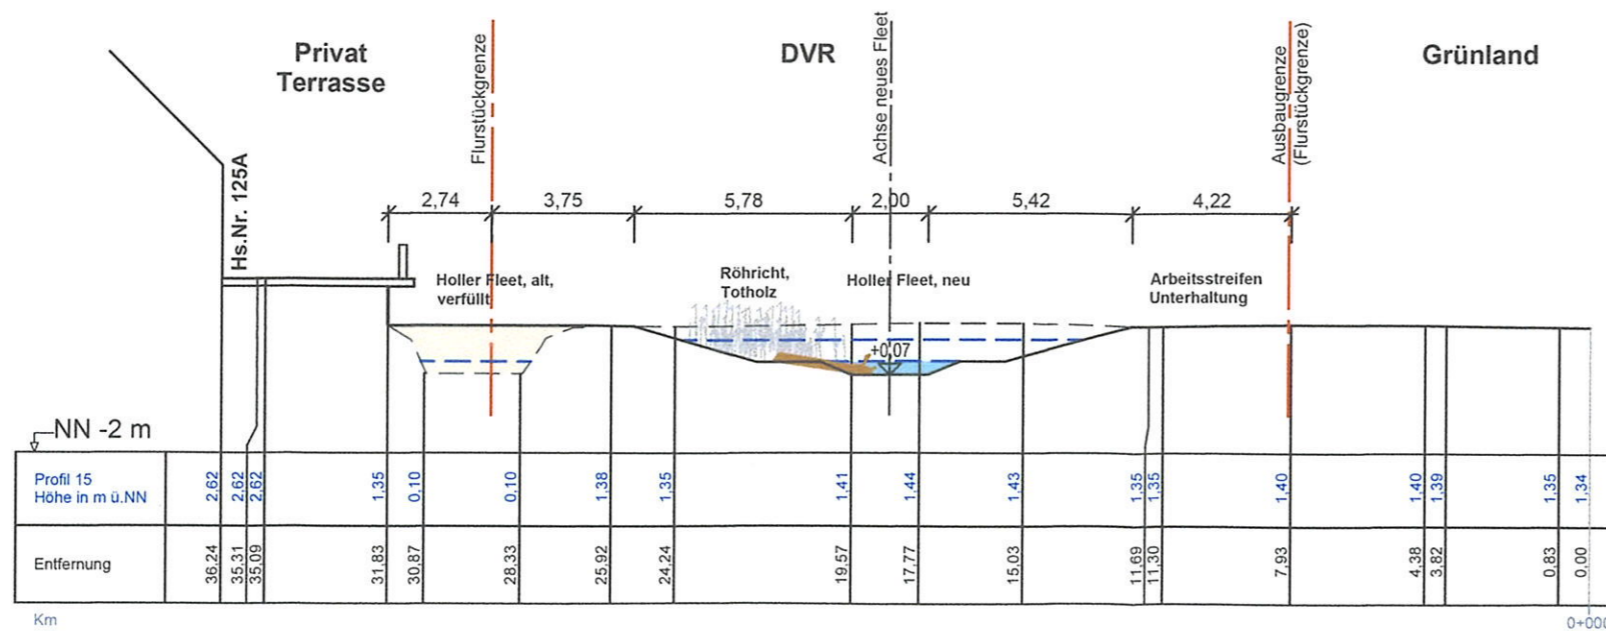 Privat
Terrasse
Flurstückgrenze
DVR
Achse neues Fleet
Ausbaugrenze
(Flurstückgrenze)
Grünland
Hs.Nr. 125A
2,74
3,75
5,78
2,00
5,42
4,22
Holler Fleet, alt,
verfüllt
Röhricht,
Totholz
Holler Fleet, neu
Arbeitsstreifen
Unterhaltung
+0,07
NN -2 m
Profil 15
Höhe in m ü.NN
2,62
2,62
2,62
1,35
0,10
0,10
1,38
1,35
1,41
1,44
1,43
1,35
1,35
1,40
1,40
1,39
1,35
1,34
Entfernung
36,24
35,31
35,09
31,83
30,87
28,33
25,92
24,24
19,57
17,77
15,03
11,69
11,30
7,93
4,38
3,82
0,83
0,00
Km
0+000